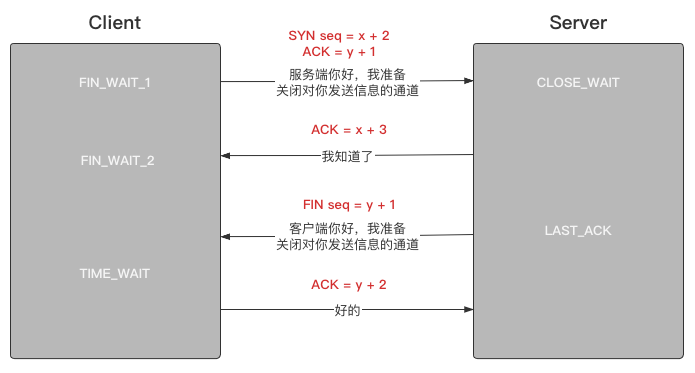 Client
Server
SYN seq = x + 2
ACK = y + 1
FIN_WAIT_1
服务端你好，我准备
关闭对你发送信息的通道
CLOSE_WAIT
ACK = x + 3
FIN_WAIT_2
我知道了
FIN seq = y + 1
客户端你好，我准备
关闭对你发送信息的通道
LAST_ACK
TIME_WAIT
ACK = y + 2
好的